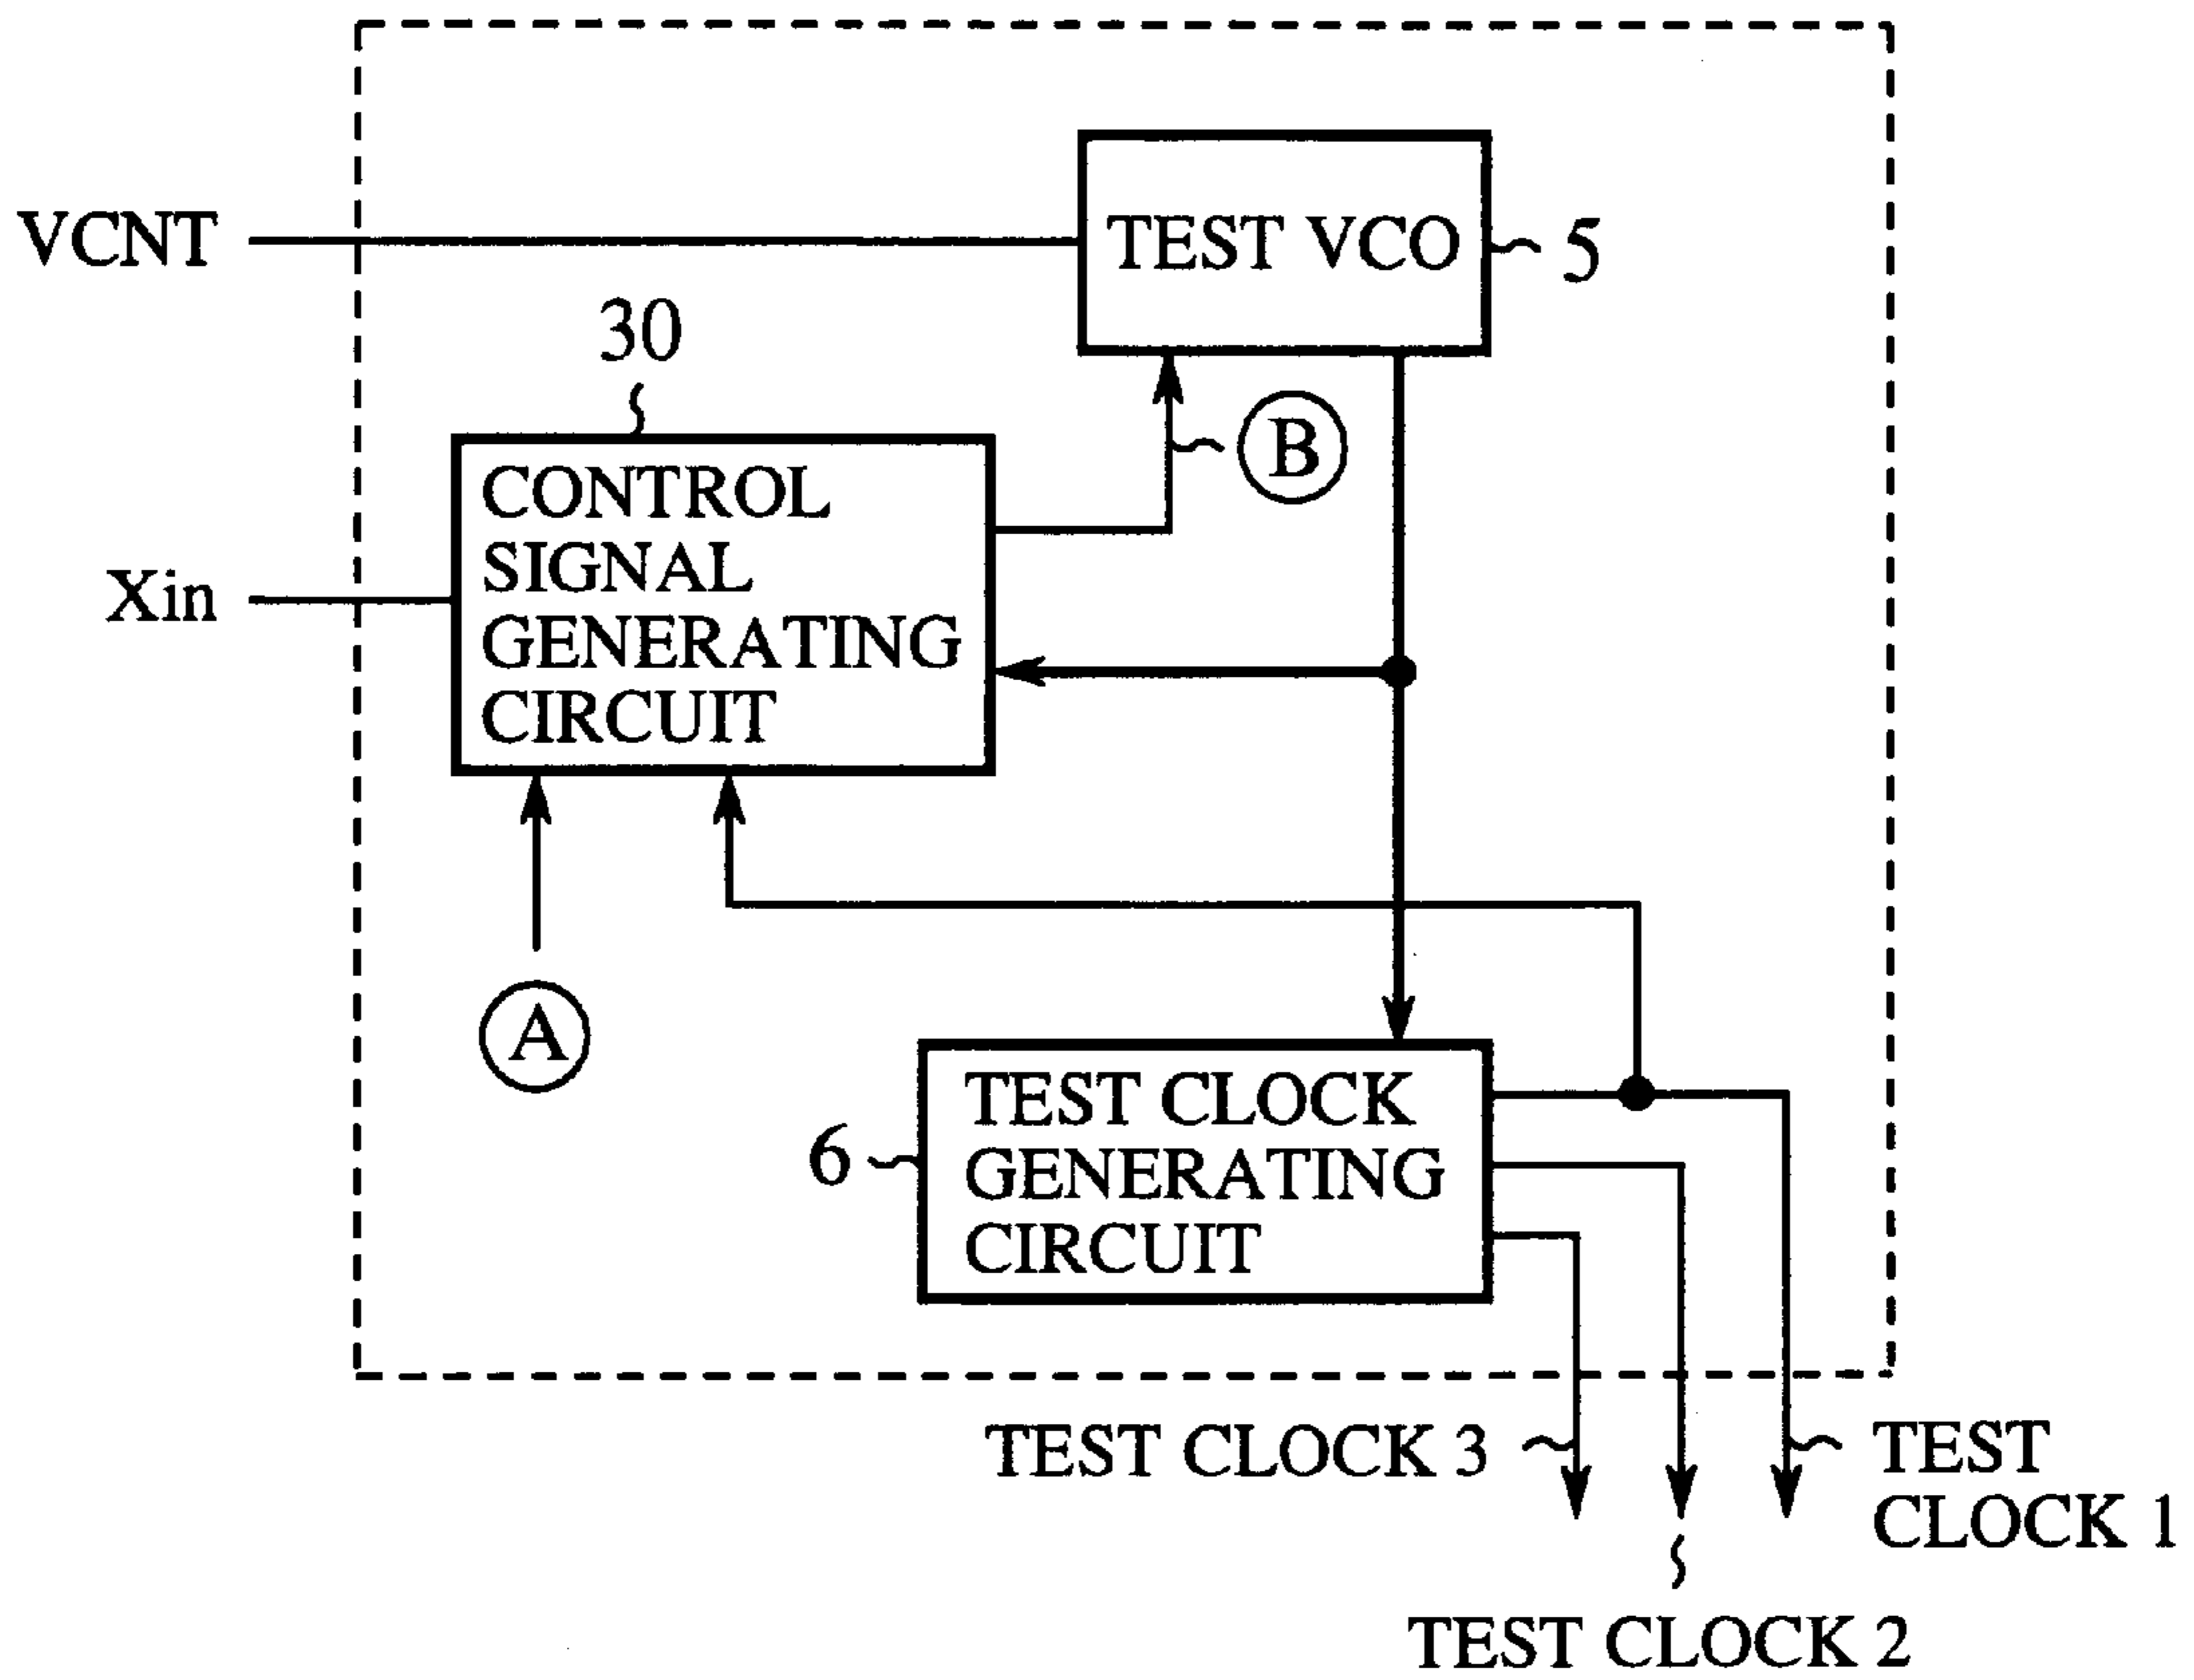 VCNT
TEST VCO
5
30
B
CONTROL
SIGNAL
GENERATING
CIRCUIT
Xin
A
6
TEST CLOCK
GENERATING
CIRCUIT
TEST CLOCK 3
TEST
CLOCK 1
TEST CLOCK 2